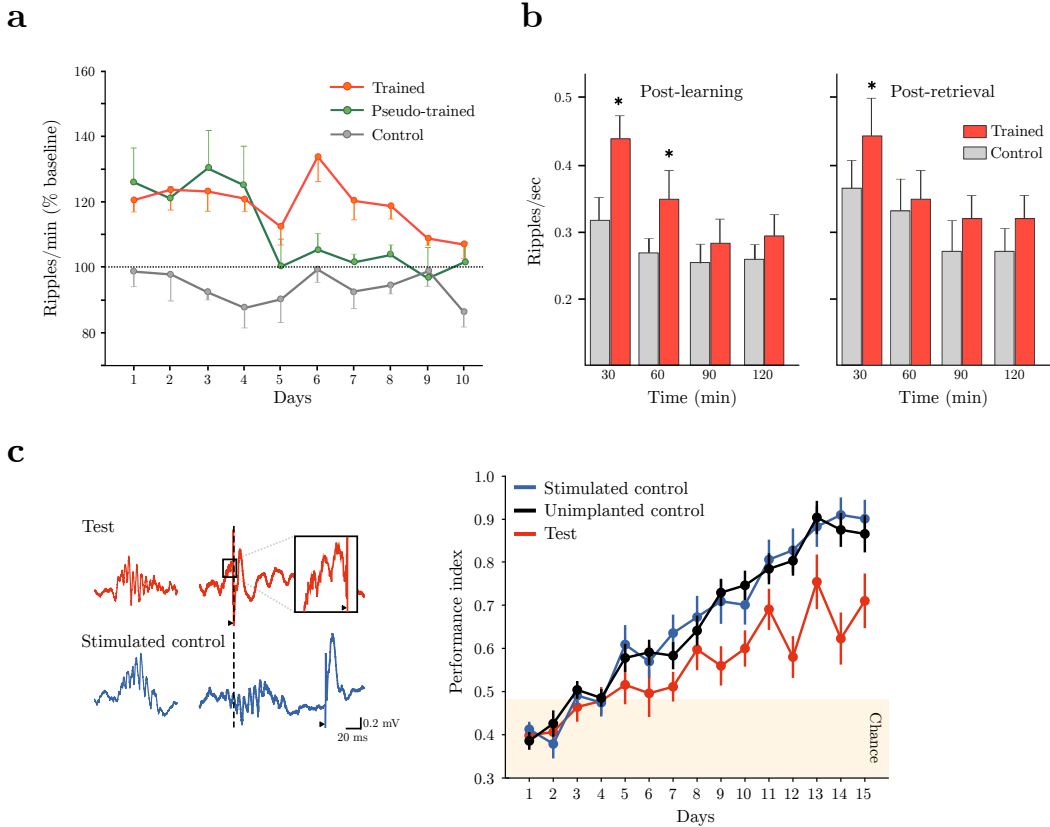 a
160
140
120
100
80
Ripples/min (% baseline)
Trained
Pseudo-trained
Control
1 2 3 4 5 6 7 8 9 10
Days
b
0.5
0.4
0.3
0.2
Ripples/sec
Post-learning
*
*
30 60 90 120
Time (min)
Post-retrieval
*
Trained
Control
30 60 90 120
Time (min)
c
Test
Stimulated control
0.2 mV
20 ms
1.0
0.9
0.8
0.7
0.6
0.5
0.4
0.3
Performance index
Stimulated control
Unimplanted control
Test
Chance
1 2 3 4 5 6 7 8 9 10 11 12 13 14 15
Days